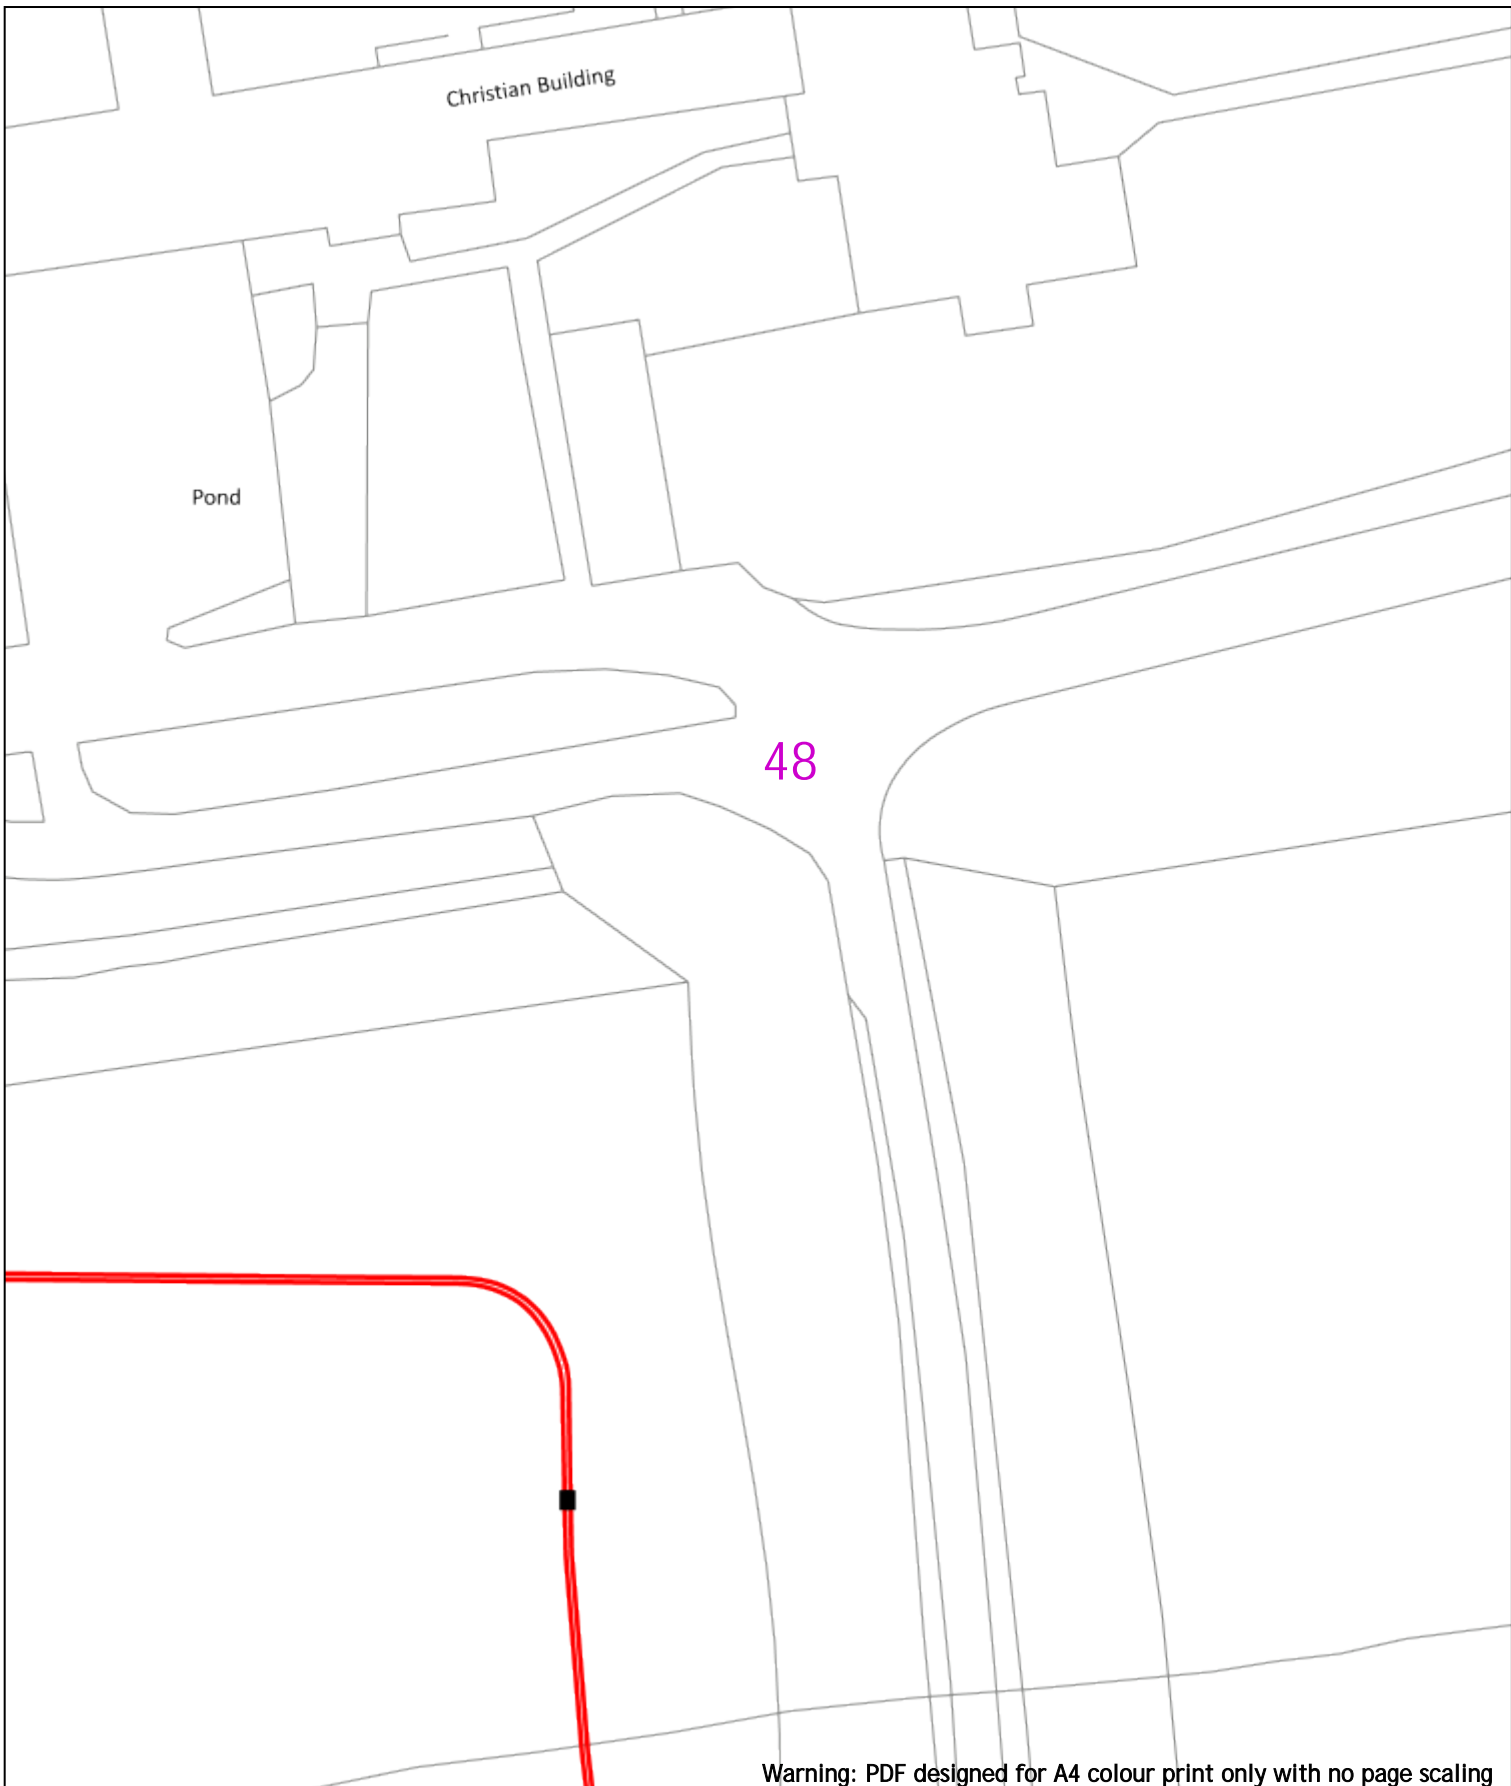 Christian Building
Pond
48
Warning: PDF designed for A4 colour print only with no page scaling